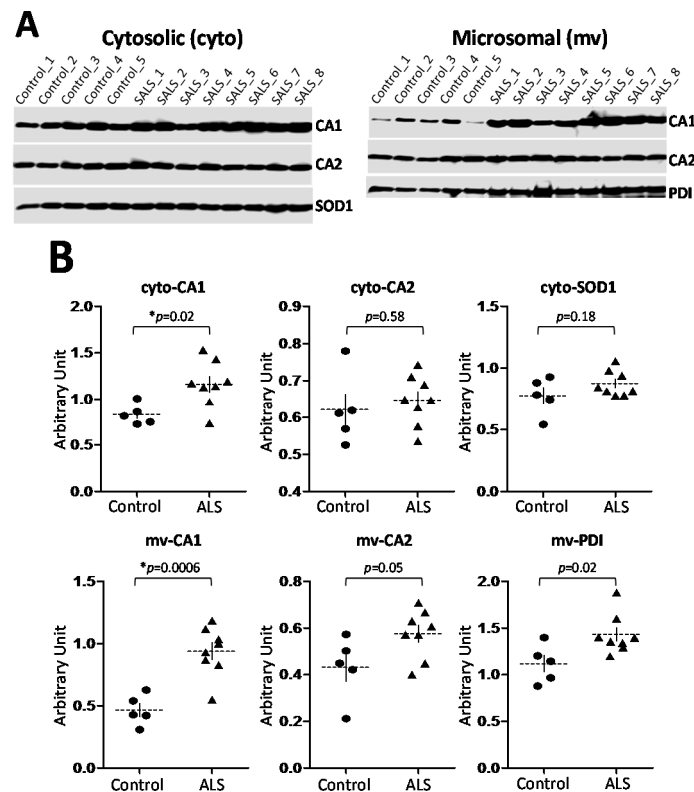 A
Cytosolic (cyto)
Control_1
Control_2
Control_3
Control_4
Control_5
SALS_1
SALS_2
SALS_3
SALS_4
SALS_5
SALS_6
SALS_7
SALS_8
CA1
CA2
SOD1
Microsomal (mv)
Control_1
Control_2
Control_3
Control_4
Control_5
SALS_1
SALS_2
SALS_3
SALS_4
SALS_5
SALS_6
SALS_7
SALS_8
CA1
CA2
PDI
B
cyto-CA1
*p=0.02
Arbitrary Unit
2.0
1.5
1.0
0.5
0.0
Control ALS
cyto-CA2
p=0.58
Arbitrary Unit
0.9
0.8
0.7
0.6
0.5
0.4
Control ALS
cyto-SOD1
p=0.18
Arbitrary Unit
1.5
1.0
0.5
0.0
Control ALS
mv-CA1
*p=0.0006
Arbitrary Unit
1.5
1.0
0.5
0.0
Control ALS
mv-CA2
p=0.05
Arbitrary Unit
0.8
0.6
0.4
0.2
0.0
Control ALS
mv-PDI
p=0.02
Arbitrary Unit
2.0
1.5
1.0
0.5
0.0
Control ALS